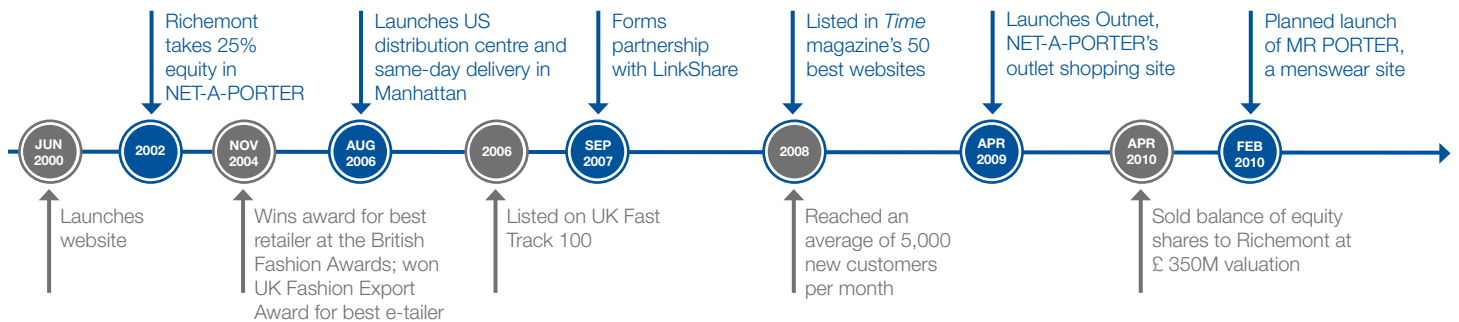 Richemont
takes 25%
equity in
NET-A-PORTER
Launches US
distribution centre and
same-day delivery in
Manhattan
Forms
partnership
with LinkShare
Listed in Time
magazine's 50
best websites
Launches Outnet,
NET-A-PORTER's
outlet shopping site
Planned launch
of MR PORTER,
a menswear site
JUN
2000
2002
NOV
2004
AUG
2006
2006
SEP
2007
2008
APR
2009
APR
2010
FEB
2010
Launches
website
Wins award for best
retailer at the British
Fashion Awards; won
UK Fashion Export
Award for best e-tailer
Listed on UK Fast
Track 100
Reached an
average of 5,000
new customers
per month
Sold balance of equity
shares to Richemont at
£ 350M valuation